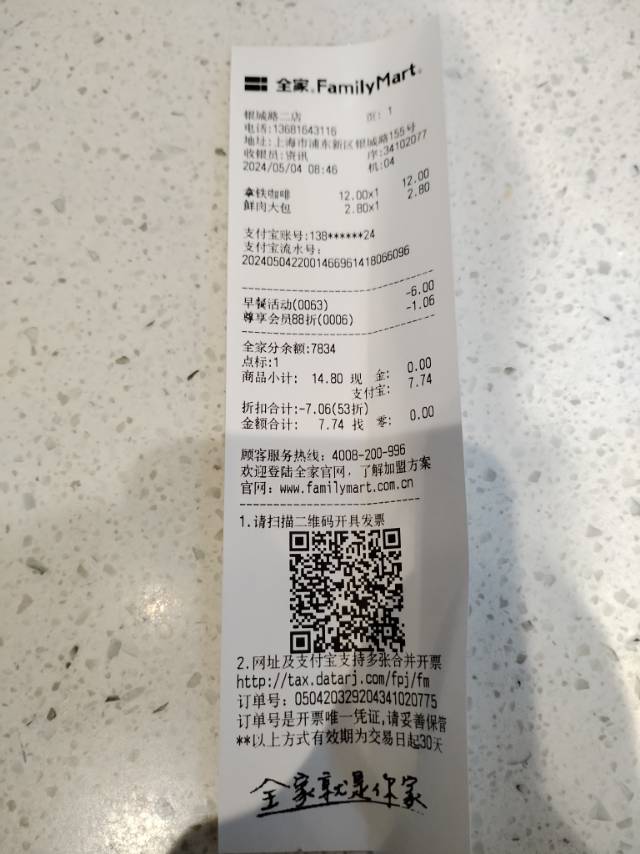 全家 FamilyMart
银城路二店 页: 1
电话:13681643116
地址:上海市浦东新区银城路155号
收银员:资讯 序:34102077
2024/05/04 08:46 机:04
拿铁咖啡 12.00x1 12.00
鲜肉大包 2.80x1 2.80
支付宝账号:138******24
支付宝流水号:
2024050422001466961418066096
早餐活动(0063) -6.00
尊享会员88折(0006) -1.06
全家分余额:7834
点标:1
商品小计: 14.80 现 金: 0.00
支付宝: 7.74
折扣合计:-7.06(53折)
金额合计: 7.74 找 零: 0.00
顾客服务热线: 4008-200-996
欢迎登陆全家官网，了解加盟方案
官网: www.familymart.com.cn
1.请扫描二维码开具发票
2.网址及支付宝支持多张合并开票
http://tax.datarj.com/fpj/fm
订单号: 050420329204341020775
订单号是开票唯一凭证,请妥善保管
**以上方式有效期为交易日起30天
全家就是你家